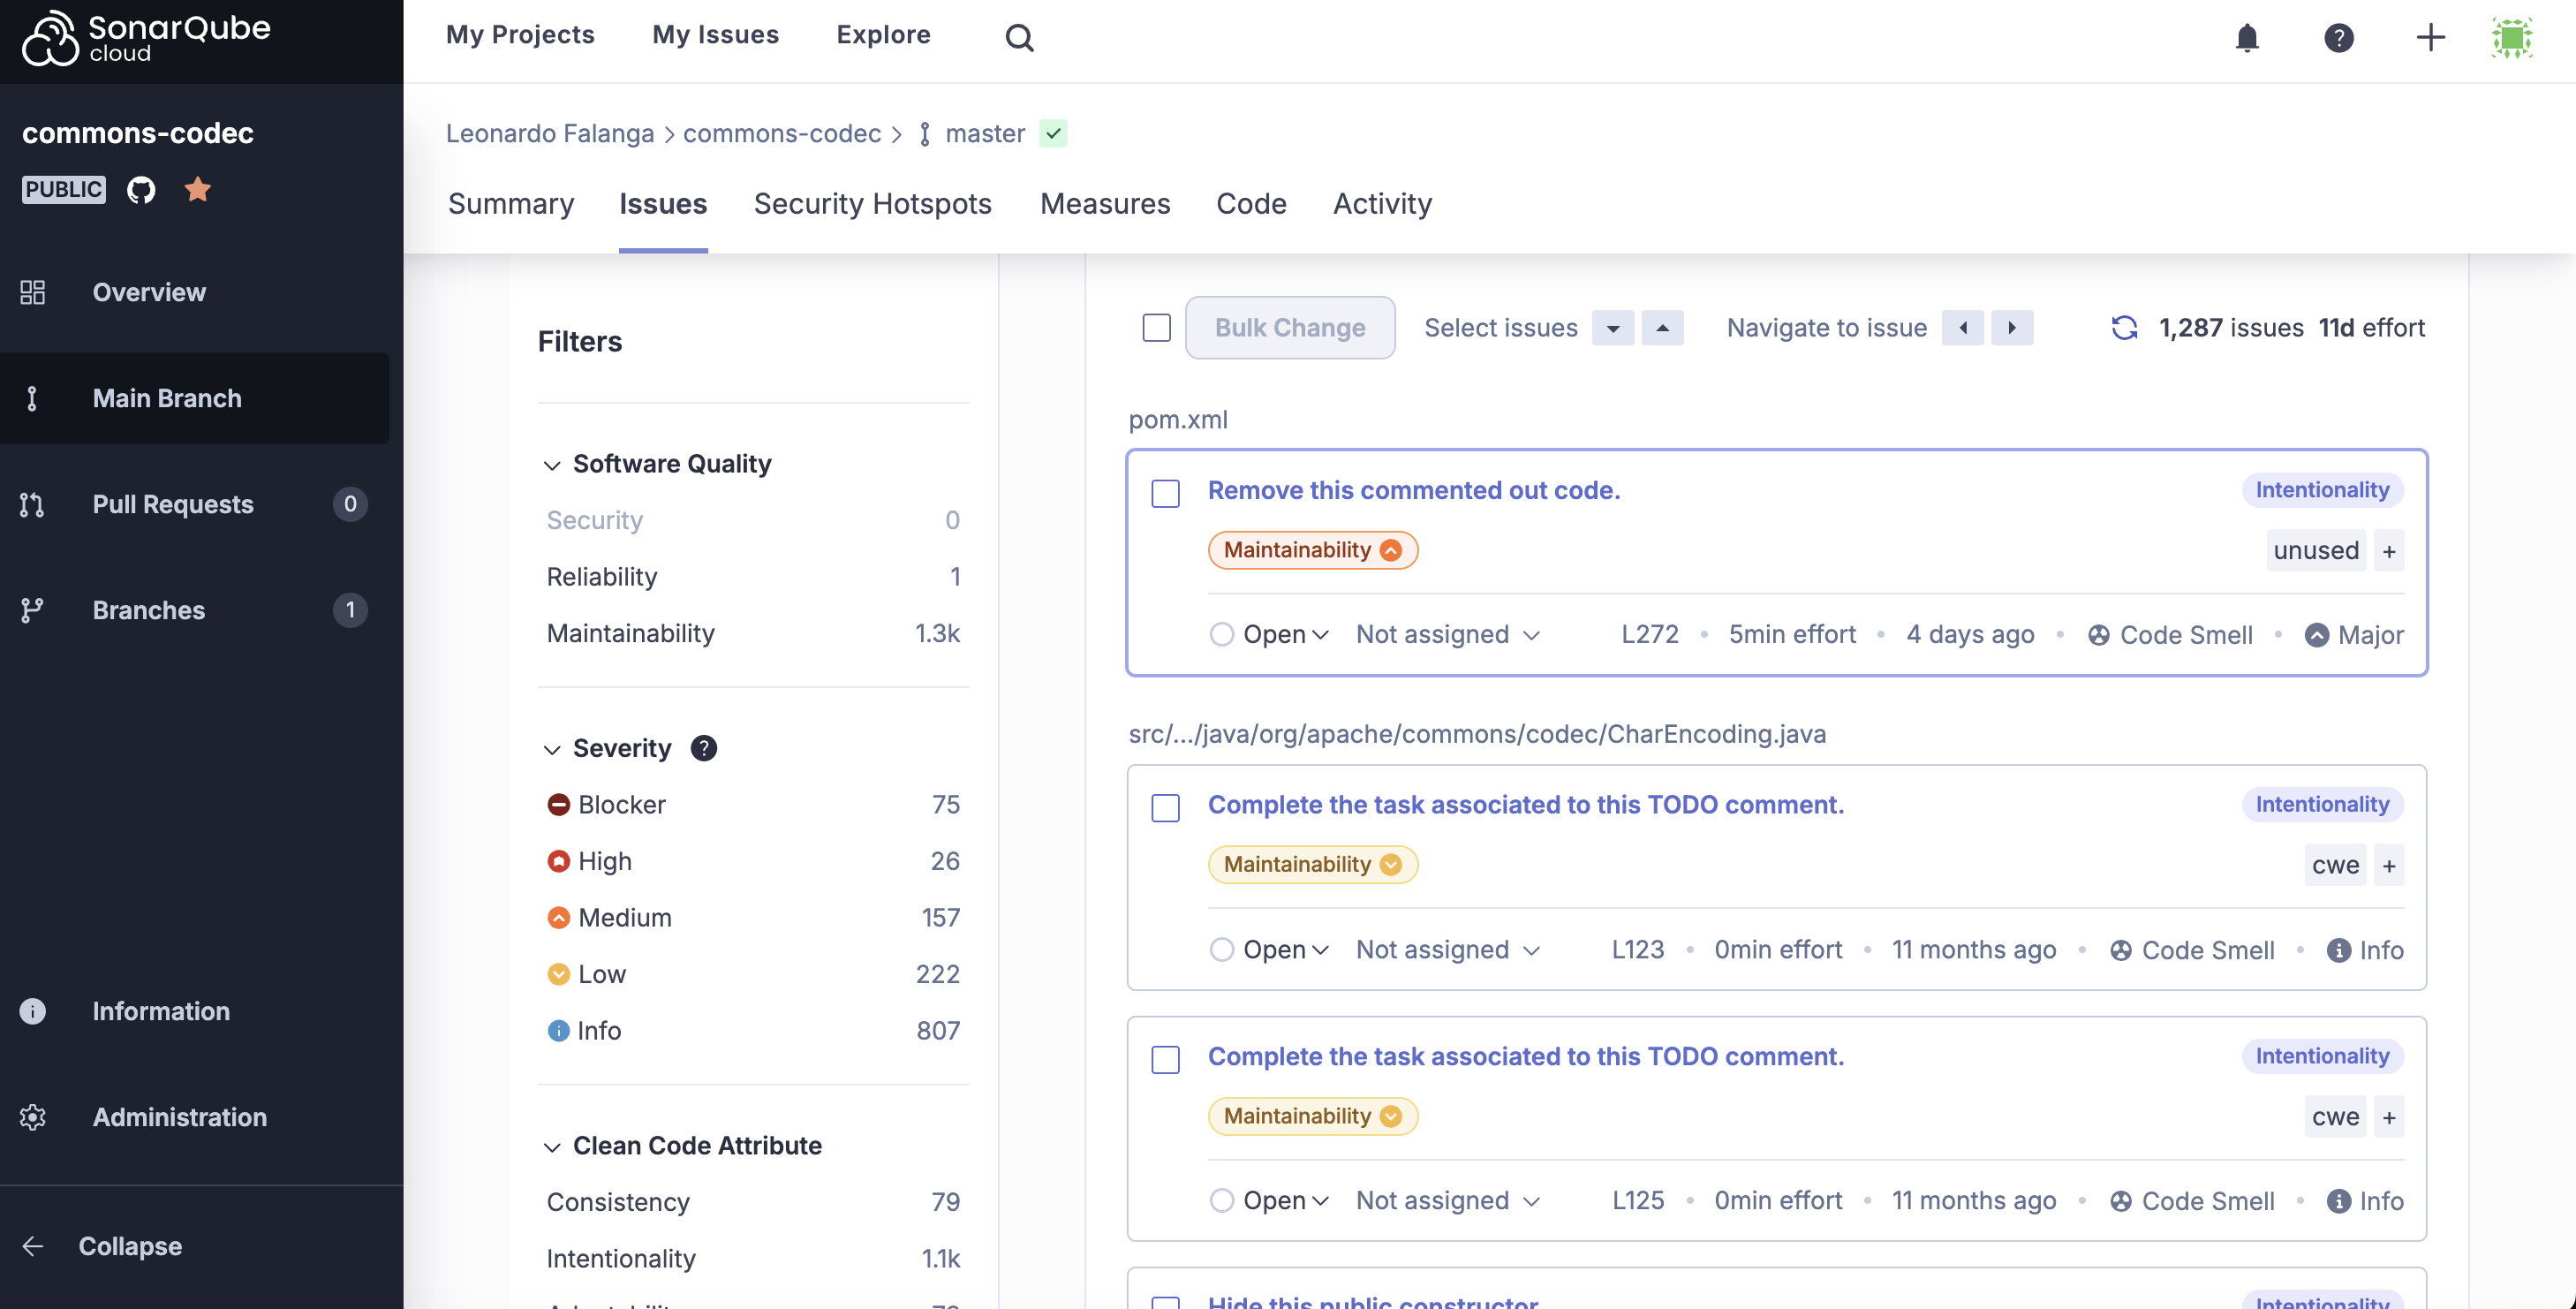 SonarQube
cloud
My Projects
My Issues
Explore
commons-codec
PUBLIC
Leonardo Falanga > commons-codec > master
Summary
Issues
Security Hotspots
Measures
Code
Activity
Overview
Main Branch
Pull Requests 0
Branches 1
Information
Administration
Collapse
Filters
Software Quality
Security 0
Reliability 1
Maintainability 1.3k
Severity ?
Blocker 75
High 26
Medium 157
Low 222
Info 807
Clean Code Attribute
Consistency 79
Intentionality 1.1k
Bulk Change
Select issues
Navigate to issue
1,287 issues 11d effort
pom.xml
Remove this commented out code.
Intentionality
Maintainability
unused +
Open Not assigned L272 • 5min effort • 4 days ago • Code Smell • Major
src/.../java/org/apache/commons/codec/CharEncoding.java
Complete the task associated to this TODO comment.
Intentionality
Maintainability
cwe +
Open Not assigned L123 • 0min effort • 11 months ago • Code Smell • Info
Complete the task associated to this TODO comment.
Intentionality
Maintainability
cwe +
Open Not assigned L125 • 0min effort • 11 months ago • Code Smell • Info
Hide this public constructor.
Intentionality